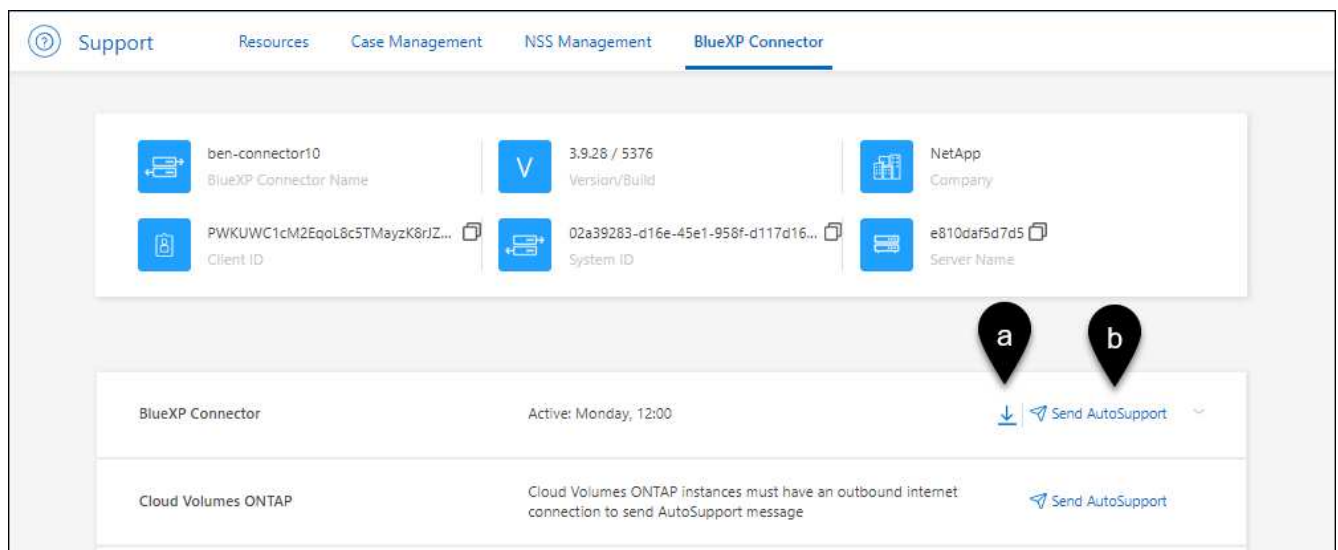 Support Resources Case Management NSS Management BlueXP Connector
ben-connector10 3.9.28 / 5376 NetApp
BlueXP Connector Name Version/Build Company
PWKUWC1cM2EqoL8c5TMayzK8rJZ... 02a39283-d16e-45e1-958f-d117d16... e810daf5d7d5
Client ID System ID Server Name
a b
BlueXP Connector Active: Monday, 12:00 Send AutoSupport
Cloud Volumes ONTAP Cloud Volumes ONTAP instances must have an outbound internet Send AutoSupport
connection to send AutoSupport message